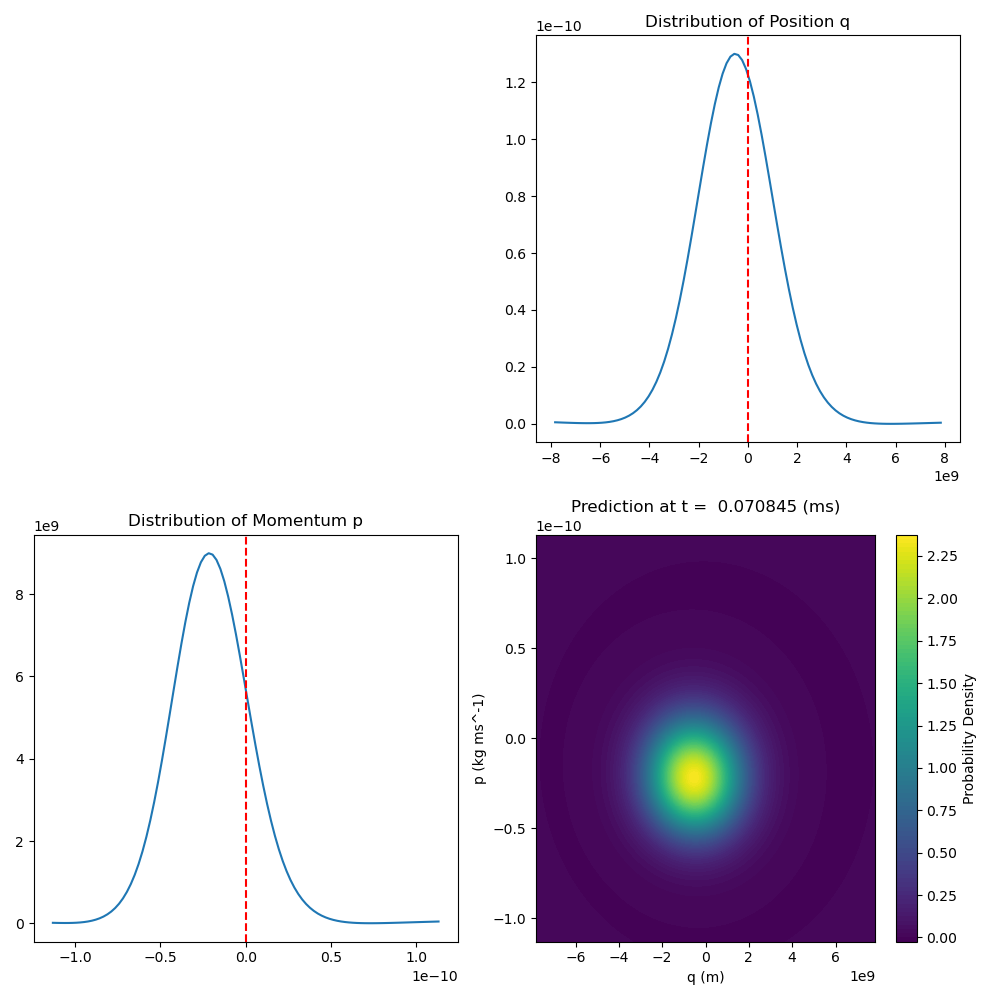 Distribution of Position q
1e−10
1.2
1.0
0.8
0.6
0.4
0.2
0.0
−8 −6 −4 −2 0 2 4 6 8
1e9
Distribution of Momentum p
1e9
8
6
4
2
0
−1.0 −0.5 0.0 0.5 1.0
1e−10
Prediction at t =  0.070845 (ms)
1e−10
1.0
0.5
0.0
−0.5
−1.0
p (kg ms^-1)
−6 −4 −2 0 2 4 6
1e9
q (m)
2.25
2.00
1.75
1.50
1.25
1.00
0.75
0.50
0.25
0.00
Probability Density